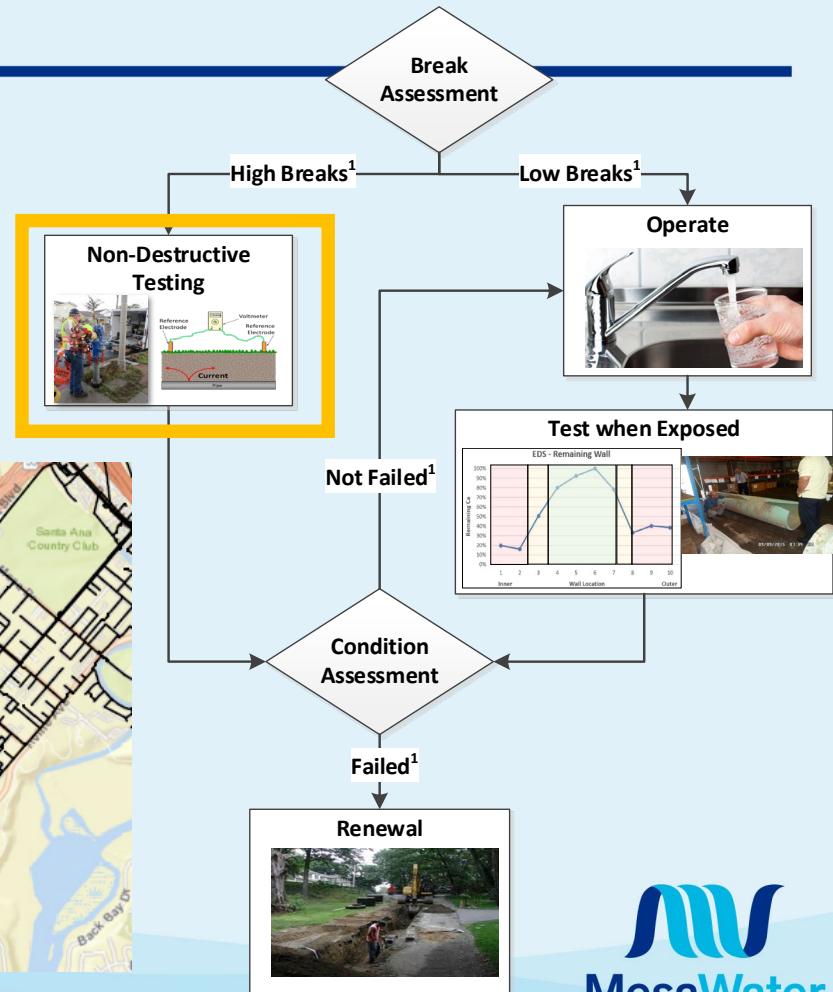 Break
Assessment
High Breaks¹
Low Breaks¹
Non-Destructive
Testing
Reference
Electrode
Voltmeter
Reference
Electrode
Current
Pipe
Operate
Test when Exposed
EDS - Remaining Wall
Remaining Ca
100%
90%
80%
70%
60%
50%
40%
30%
20%
10%
0%
1 2 3 4 5 6 7 8 9 10
Inner Wall Location Outer
Not Failed¹
Condition
Assessment
Failed¹
Renewal
Santa Ana
Country Club
Back Bay D
MesaWater